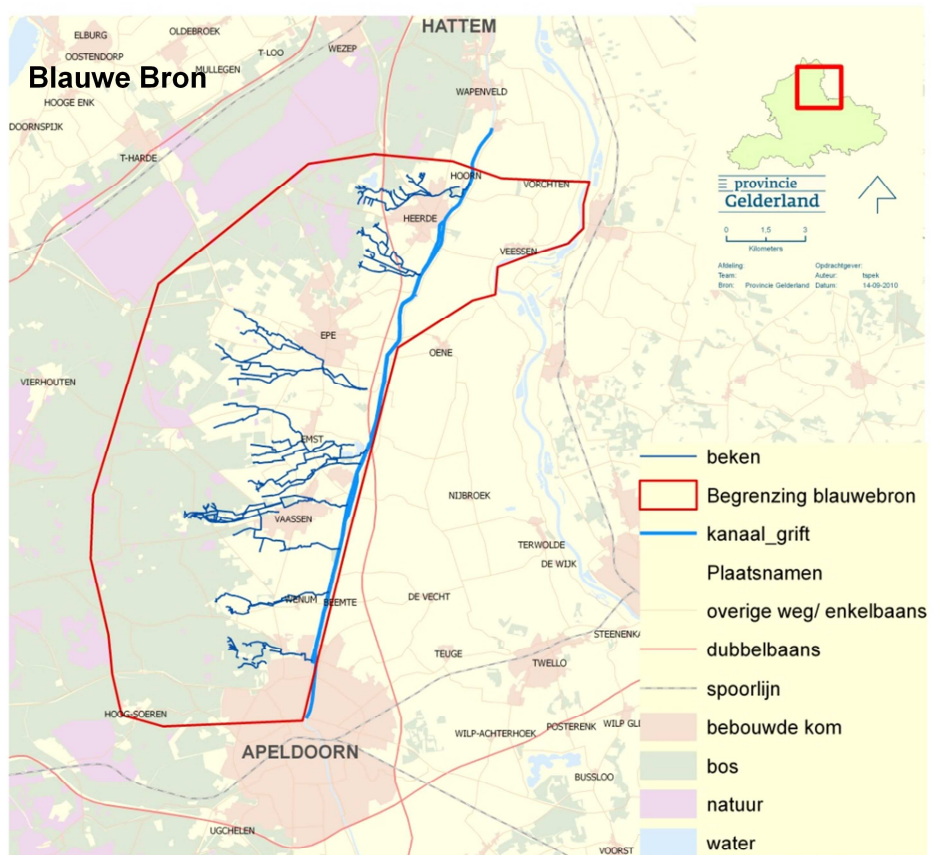 HATTEM
ELBURG
OLDEBROEK
OOSTENDORP
T-LOO
WEZEP
MULLEGEN
Blauwe Bron
HOOGE ENK
WAPENVELD
DOORNSPIJK
T-HARDE
HOORN
VORCHTEN
HEERDE
VEESSEN
EPE
OENE
VIERHOUTEN
EMST
NIJBROEK
VAASSEN
TERWOLDE
DE WIJK
WENUM
BEEMTE
DE VECHT
STEENENK
TEUGE
TWELLO
HOOG-SOEREN
WILP-ACHTERHOEK
POSTERENK
WILP GL
APELDOORN
BUSSLOO
UGCHELEN
VOORST
provincie
Gelderland
0 1,5 3
Kilometers
Afdeling: Opdrachtgever:
Team: Auteur: tspek
Bron: Provincie Gelderland Datum: 14-09-2010
beken
Begrenzing blauwebron
kanaal_grift
Plaatsnamen
overige weg/ enkelbaans
dubbelbaans
spoorlijn
bebouwde kom
bos
natuur
water